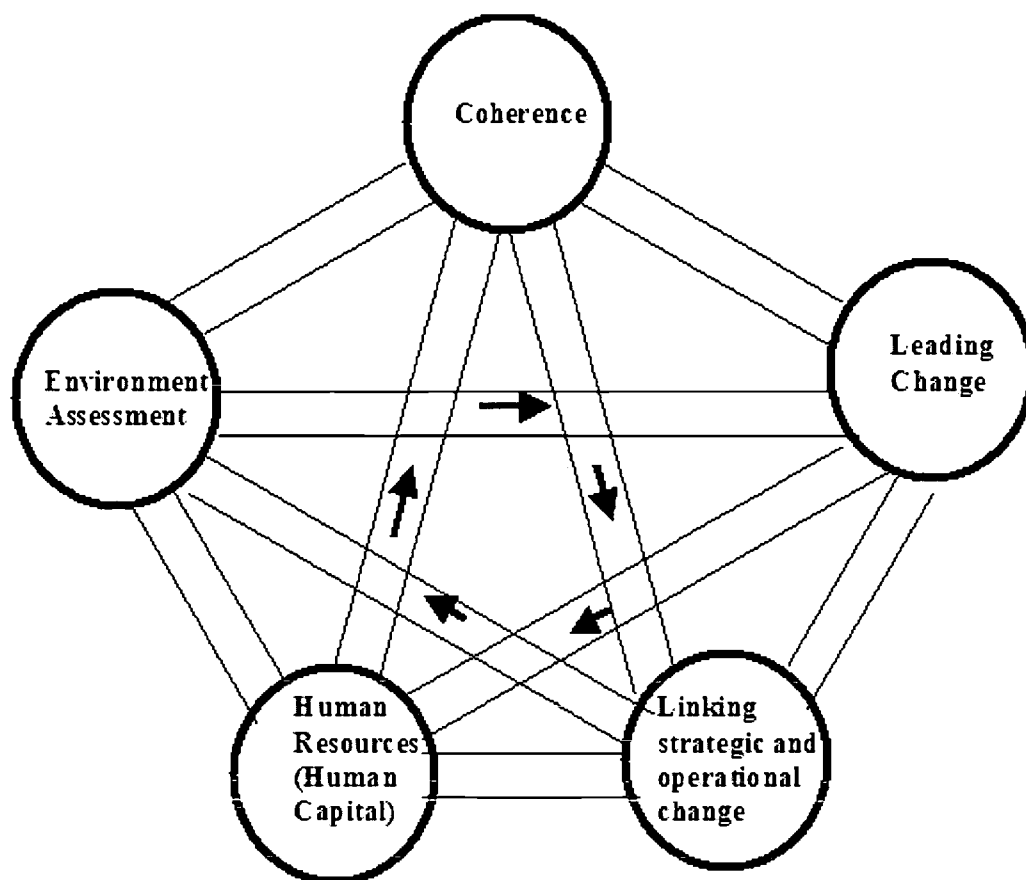 Coherence
Leading
Change
Environment
Assessment
Human
Resources
(Human
Capital)
Linking
strategic and
operational
change